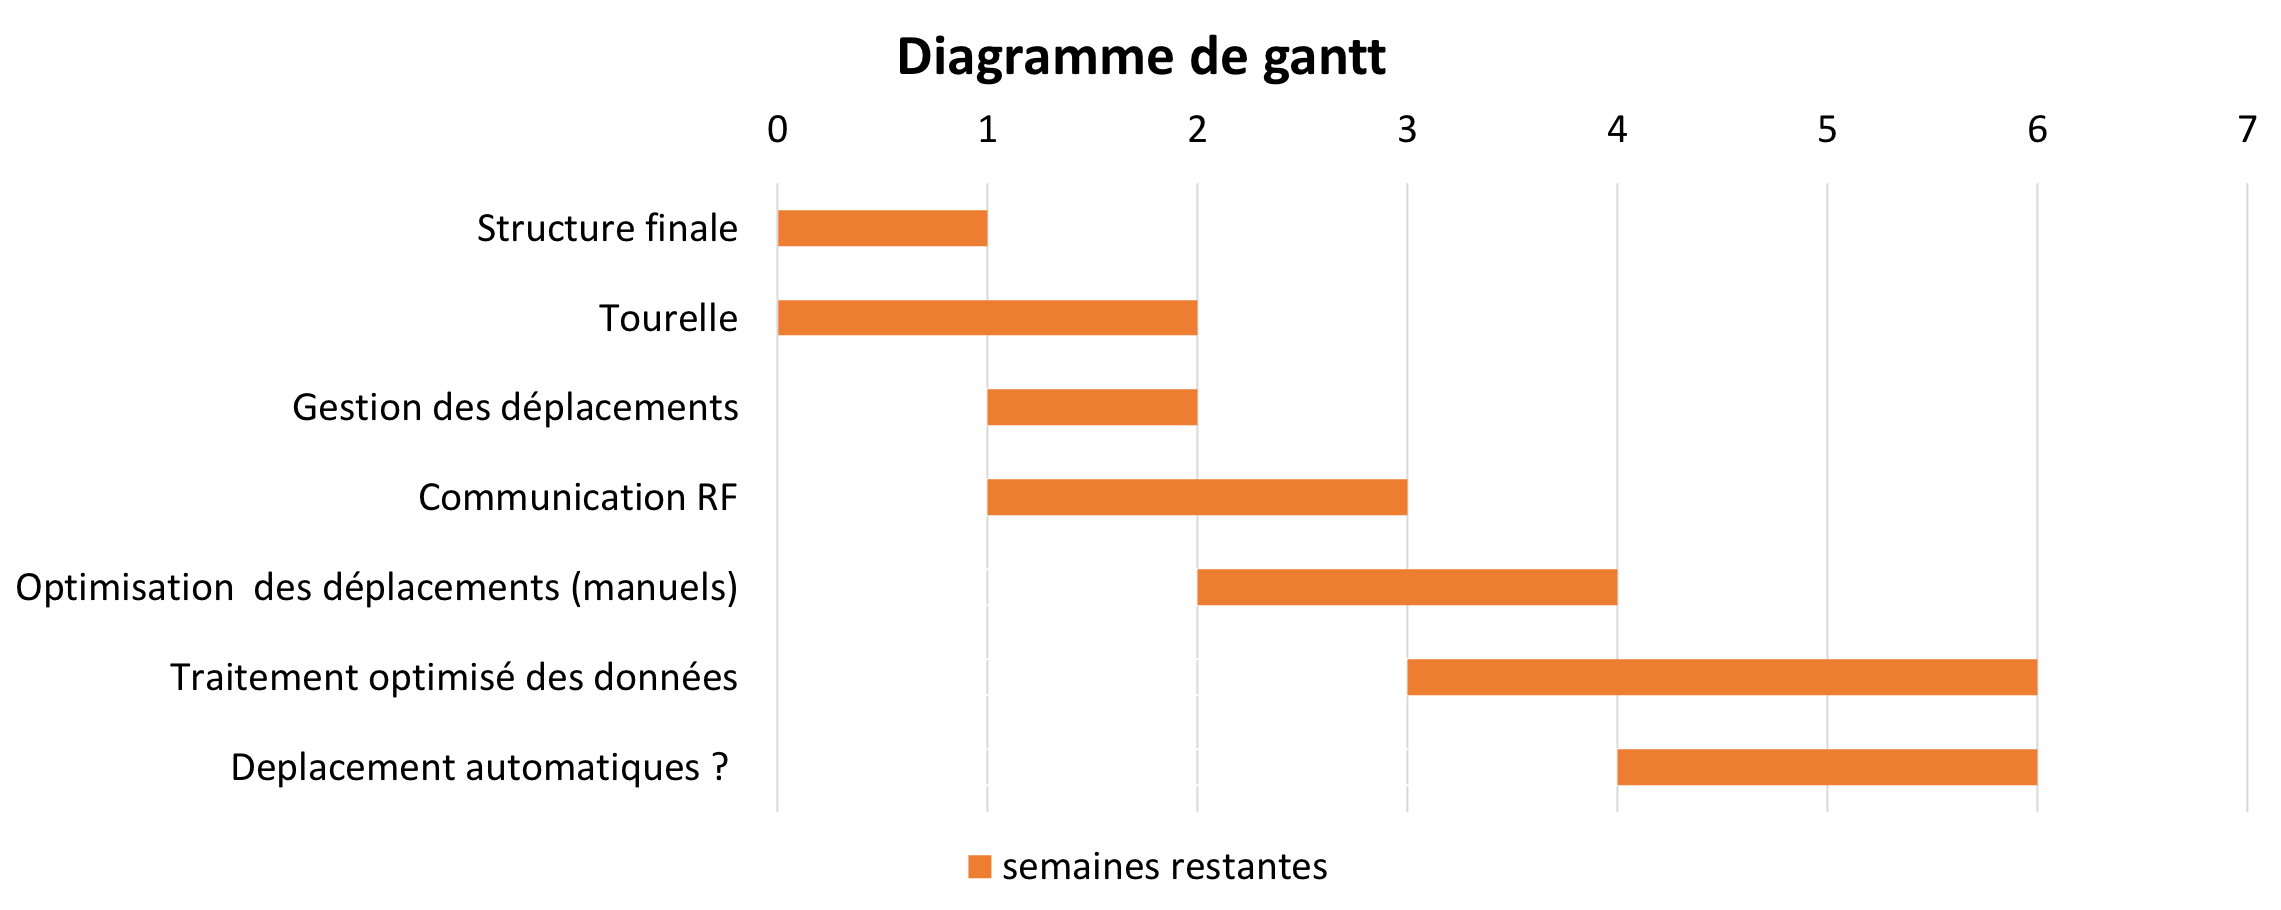 Diagramme de gantt
0 1 2 3 4 5 6 7
Structure finale
Tourelle
Gestion des déplacements
Communication RF
Optimisation  des déplacements (manuels)
Traitement optimisé des données
Deplacement automatiques ?
semaines restantes